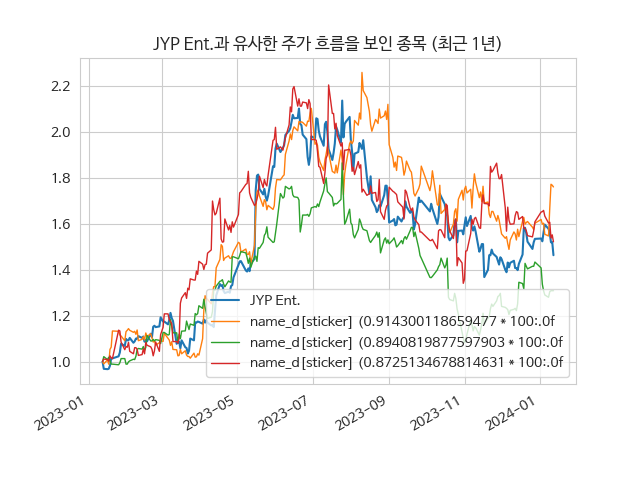 JYP Ent.과 유사한 주가 흐름을 보인 종목 (최근 1년)
2.2
2.0
1.8
1.6
1.4
1.2
1.0
JYP Ent.
name_d[sticker] (0.914300118659477 * 100:.0f
name_d[sticker] (0.8940819877597903 * 100:.0f
name_d[sticker] (0.8725134678814631 * 100:.0f
2023-01
2023-03
2023-05
2023-07
2023-09
2023-11
2024-01